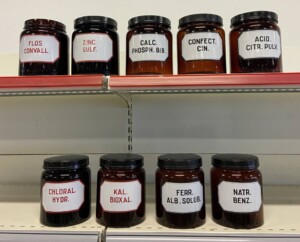 FLOS
CONVALL.
ZINC.
SULF.
CALC.
PHOSPH. BIB.
CONFECT.
CIN.
ACID.
CITR. PULV.
CHLORAL
HYDR.
KAL.
BIOXAL.
FERR.
ALB. SOLUB.
NATR.
BENZ.